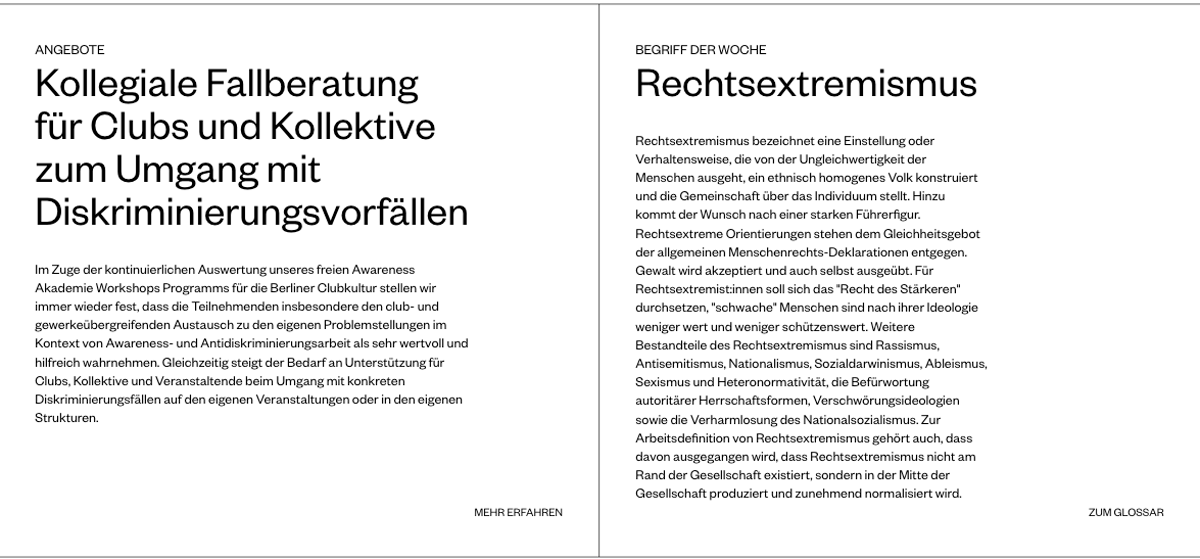 ANGEBOTE
Kollegiale Fallberatung
für Clubs und Kollektive
zum Umgang mit
Diskriminierungsvorfällen
Im Zuge der kontinuierlichen Auswertung unseres freien Awareness
Akademie Workshops Programms für die Berliner Clubkultur stellen wir
immer wieder fest, dass die Teilnehmenden insbesondere den club- und
gewerkeübergreifenden Austausch zu den eigenen Problemstellungen im
Kontext von Awareness- und Antidiskriminierungsarbeit als sehr wertvoll und
hilfreich wahrnehmen. Gleichzeitig steigt der Bedarf an Unterstützung für
Clubs, Kollektive und Veranstaltende beim Umgang mit konkreten
Diskriminierungsfällen auf den eigenen Veranstaltungen oder in den eigenen
Strukturen.
MEHR ERFAHREN
BEGRIFF DER WOCHE
Rechtsextremismus
Rechtsextremismus bezeichnet eine Einstellung oder
Verhaltensweise, die von der Ungleichwertigkeit der
Menschen ausgeht, ein ethnisch homogenes Volk konstruiert
und die Gemeinschaft über das Individuum stellt. Hinzu
kommt der Wunsch nach einer starken Führerfigur.
Rechtsextreme Orientierungen stehen dem Gleichheitsgebot
der allgemeinen Menschenrechts-Deklarationen entgegen.
Gewalt wird akzeptiert und auch selbst ausgeübt. Für
Rechtsextremist:innen soll sich das "Recht des Stärkeren"
durchsetzen, "schwache" Menschen sind nach ihrer Ideologie
weniger wert und weniger schützenswert. Weitere
Bestandteile des Rechtsextremismus sind Rassismus,
Antisemitismus, Nationalismus, Sozialdarwinismus, Ableismus,
Sexismus und Heteronormativität, die Befürwortung
autoritärer Herrschaftsformen, Verschwörungsideologien
sowie die Verharmlosung des Nationalsozialismus. Zur
Arbeitsdefinition von Rechtsextremismus gehört auch, dass
davon ausgegangen wird, dass Rechtsextremismus nicht am
Rand der Gesellschaft existiert, sondern in der Mitte der
Gesellschaft produziert und zunehmend normalisiert wird.
ZUM GLOSSAR